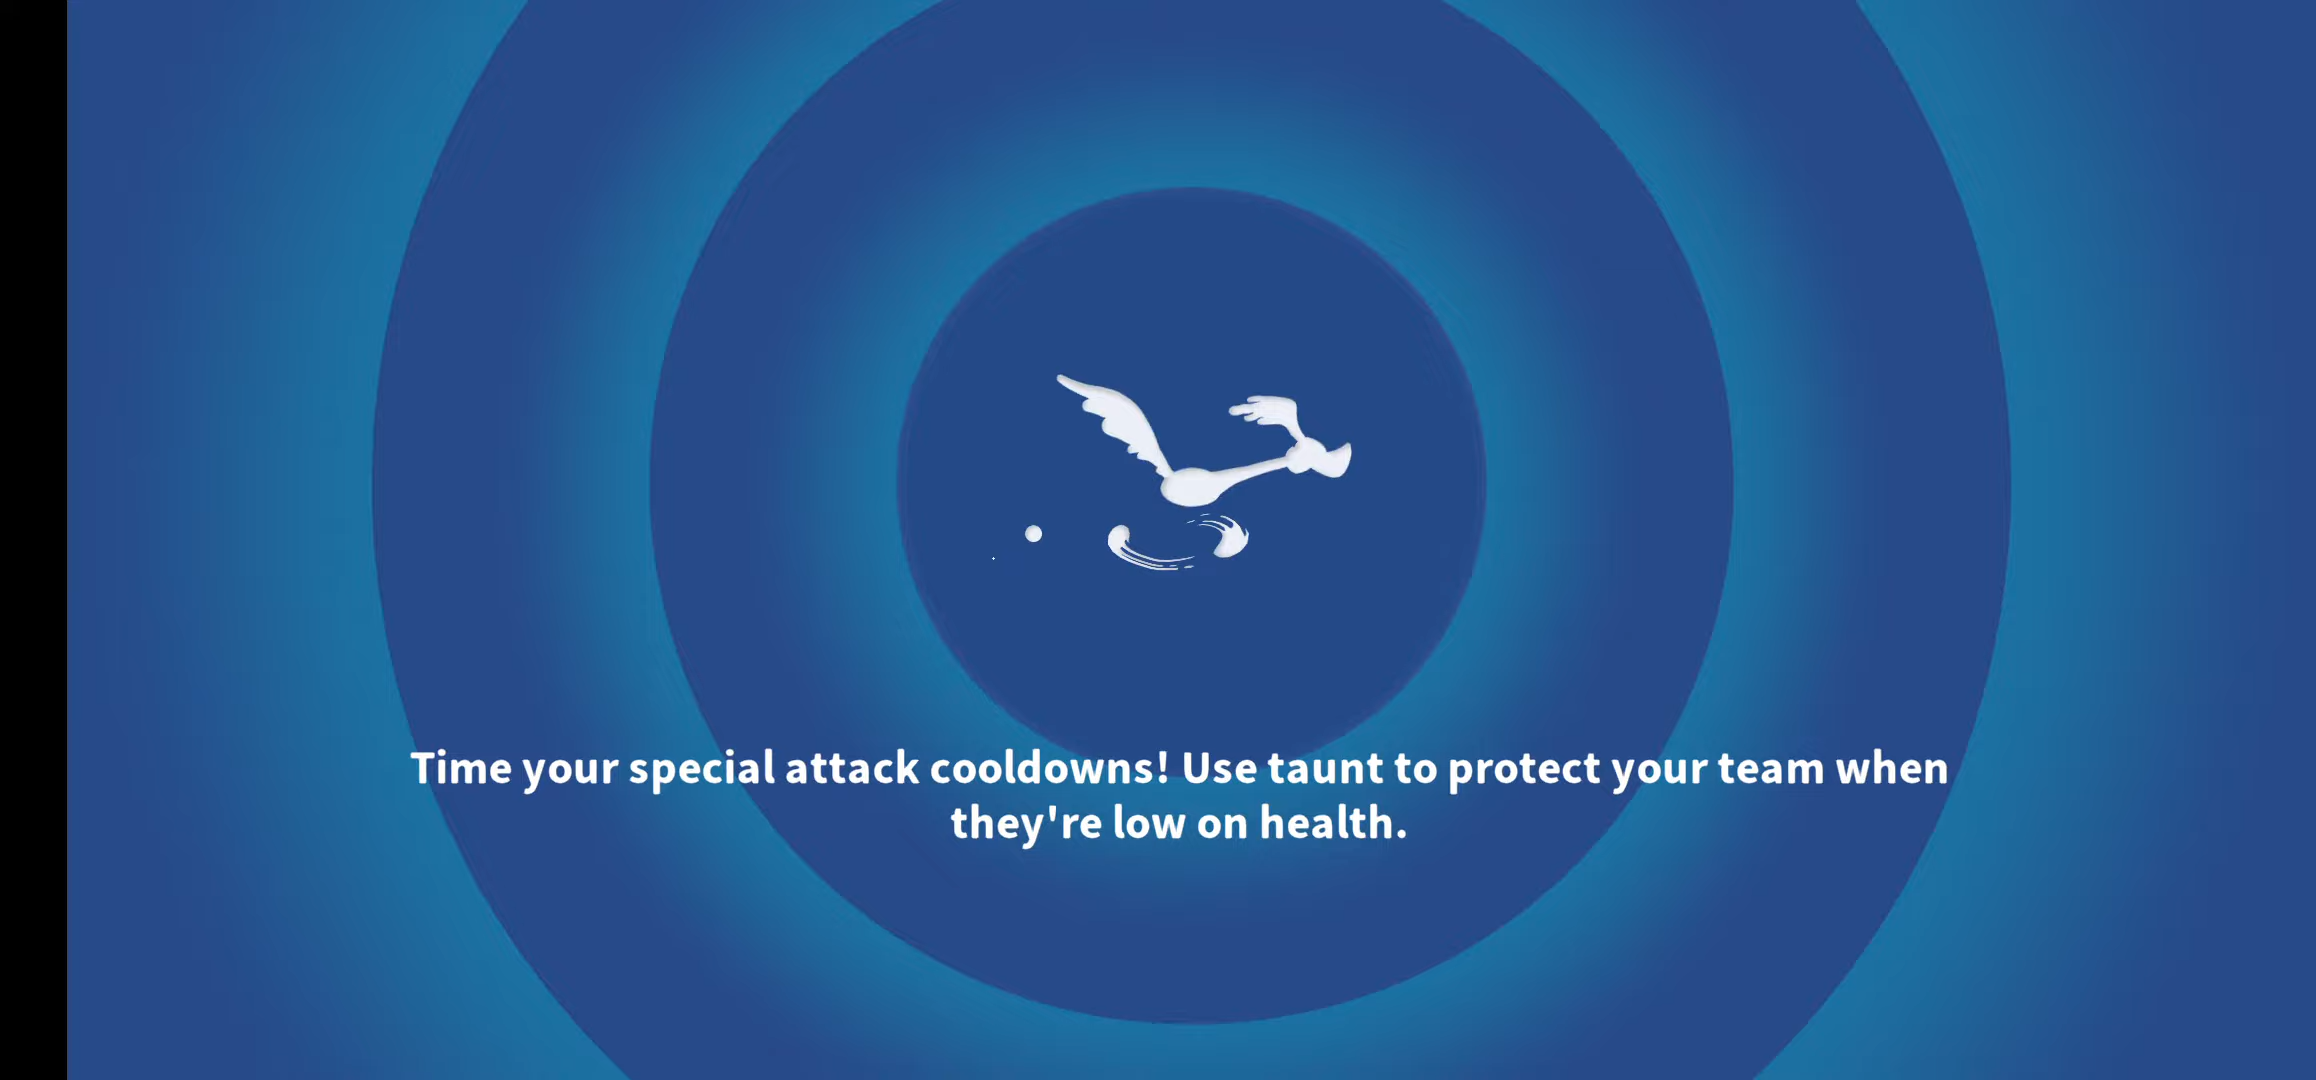 Time your special attack cooldowns! Use taunt to protect your team when
they're low on health.